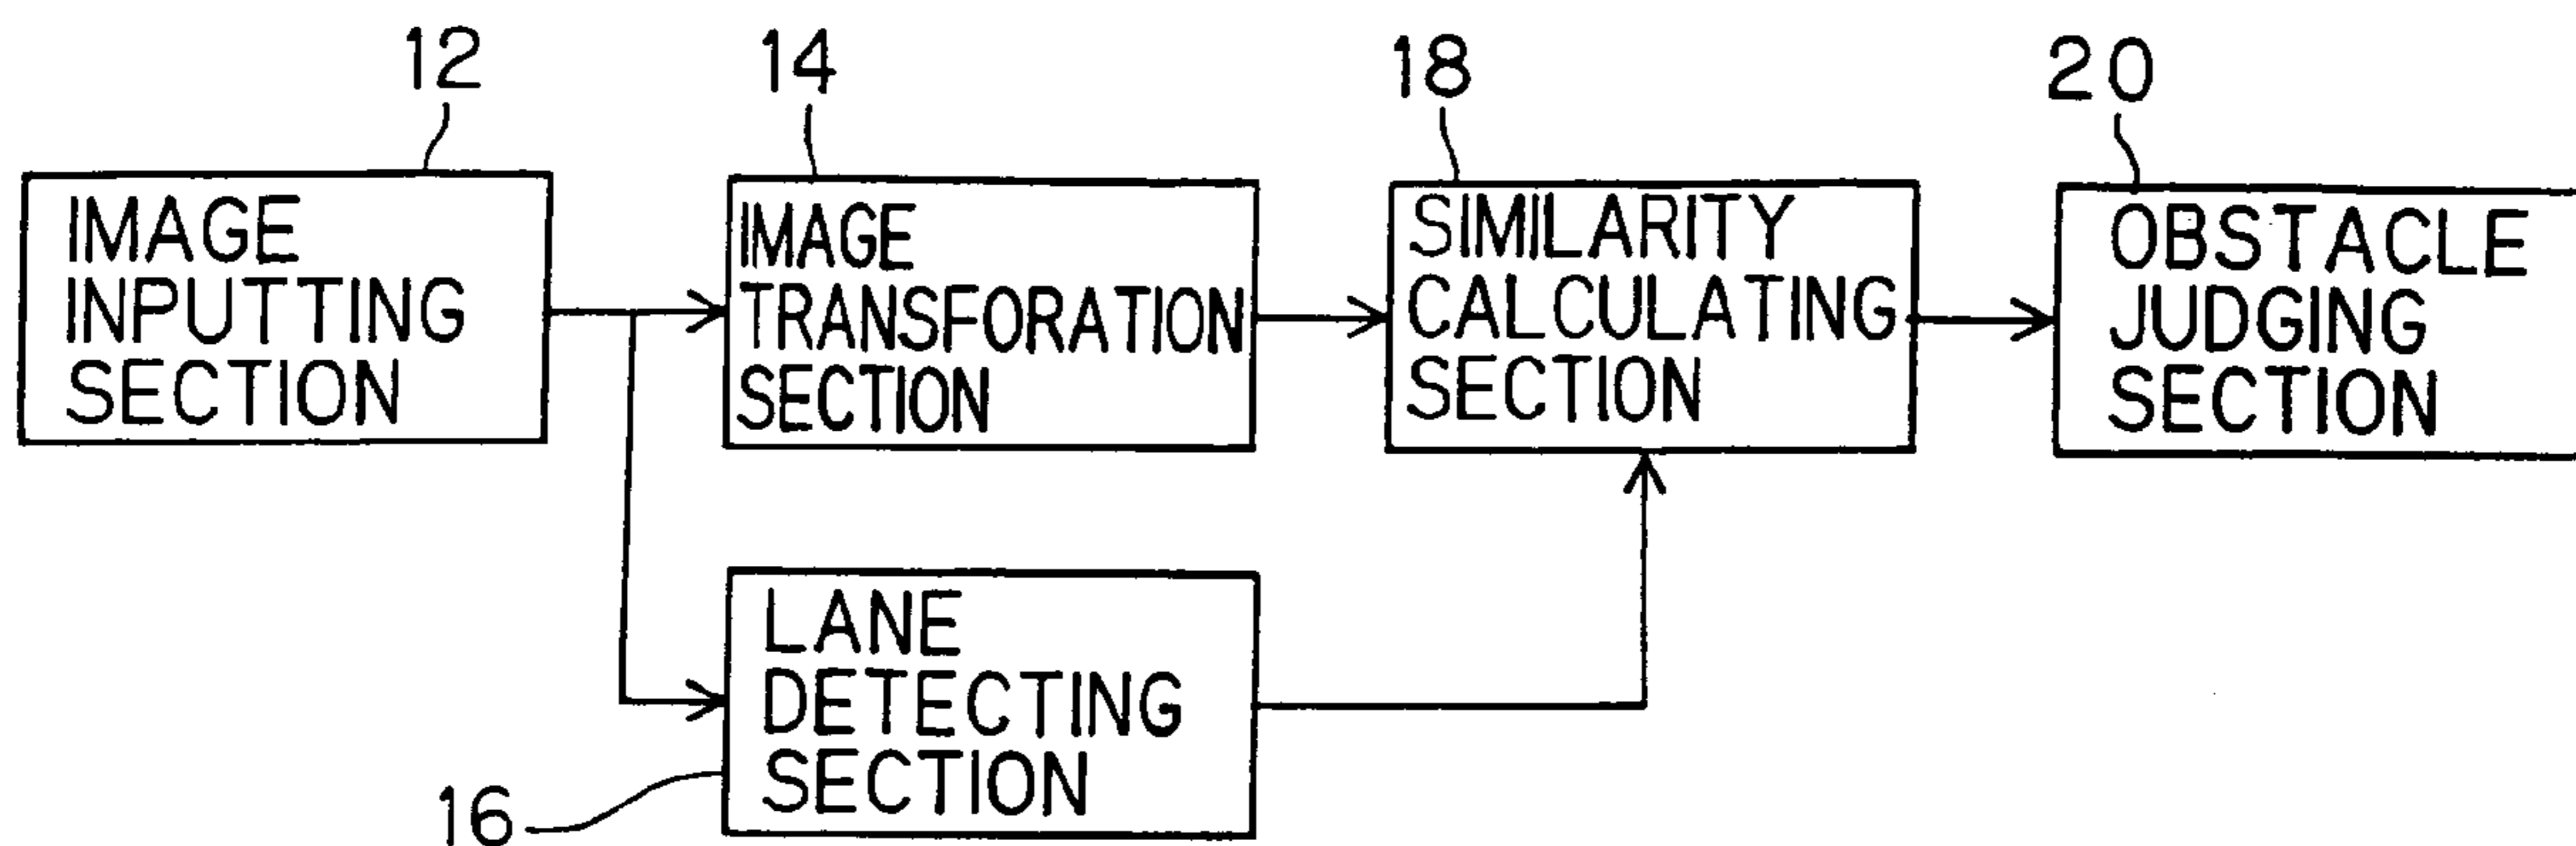 12
14
18
20
IMAGE
INPUTTING
SECTION
IMAGE
TRANSFORATION
SECTION
SIMILARITY
CALCULATING
SECTION
OBSTACLE
JUDGING
SECTION
LANE
DETECTING
SECTION
16